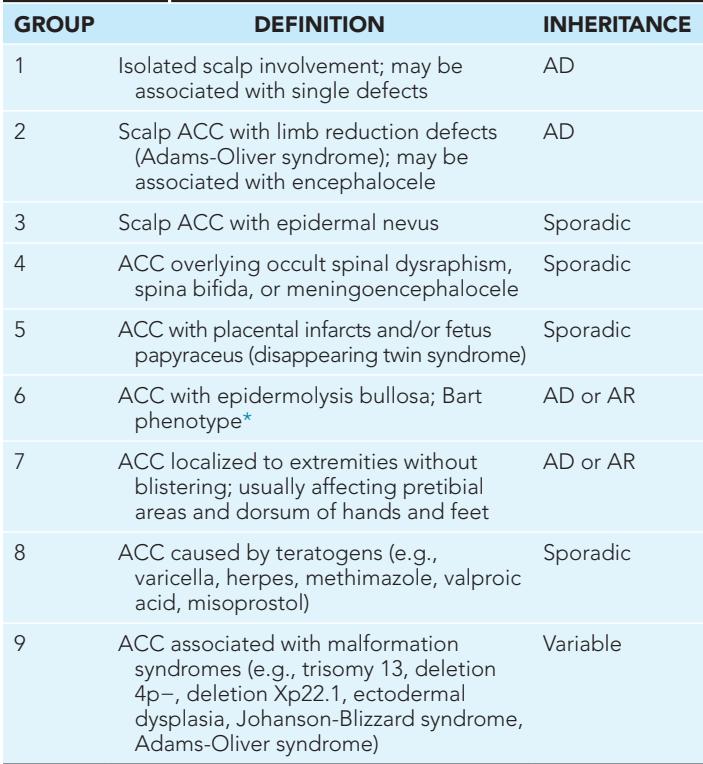 GROUP DEFINITION INHERITANCE
1 Isolated scalp involvement; may be AD
associated with single defects
2 Scalp ACC with limb reduction defects AD
(Adams-Oliver syndrome); may be
associated with encephalocele
3 Scalp ACC with epidermal nevus Sporadic
4 ACC overlying occult spinal dysraphism, Sporadic
spina bifida, or meningoencephalocele
5 ACC with placental infarcts and/or fetus Sporadic
papyraceus (disappearing twin syndrome)
6 ACC with epidermolysis bullosa; Bart AD or AR
phenotype*
7 ACC localized to extremities without AD or AR
blistering; usually affecting pretibial
areas and dorsum of hands and feet
8 ACC caused by teratogens (e.g., Sporadic
varicella, herpes, methimazole, valproic
acid, misoprostol)
9 ACC associated with malformation Variable
syndromes (e.g., trisomy 13, deletion
4p−, deletion Xp22.1, ectodermal
dysplasia, Johanson-Blizzard syndrome,
Adams-Oliver syndrome)